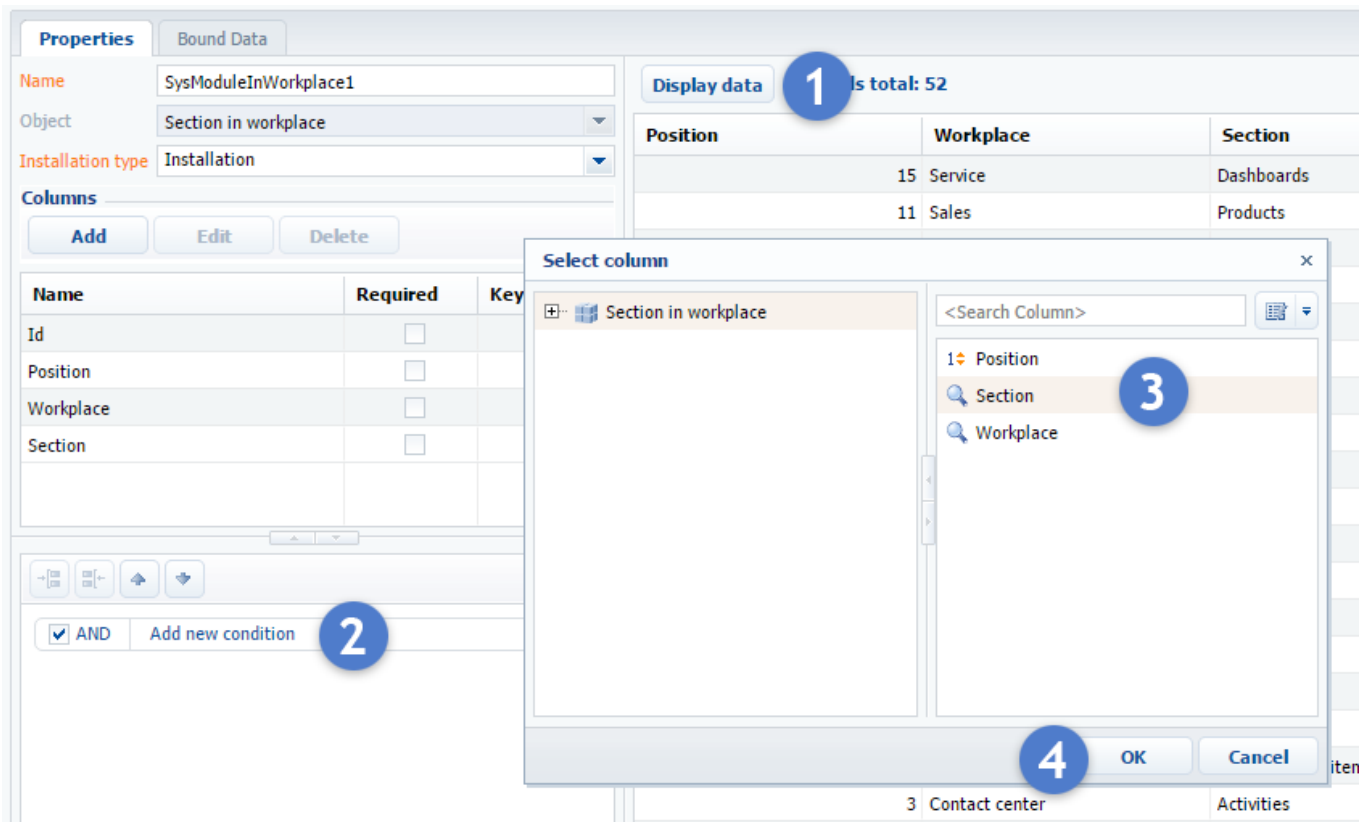 Properties Bound Data
Name SysModuleInWorkplace1
Object Section in workplace
Installation type Installation
Columns
Add Edit Delete
Name Required Key
Id
Position
Workplace
Section
AND Add new condition 2
Display data 1 total: 52
Position Workplace Section
15 Service Dashboards
11 Sales Products
Select column ×
Section in workplace
<Search Column>
1 Position
Section 3
Workplace
4 OK Cancel
3 Contact center Activities